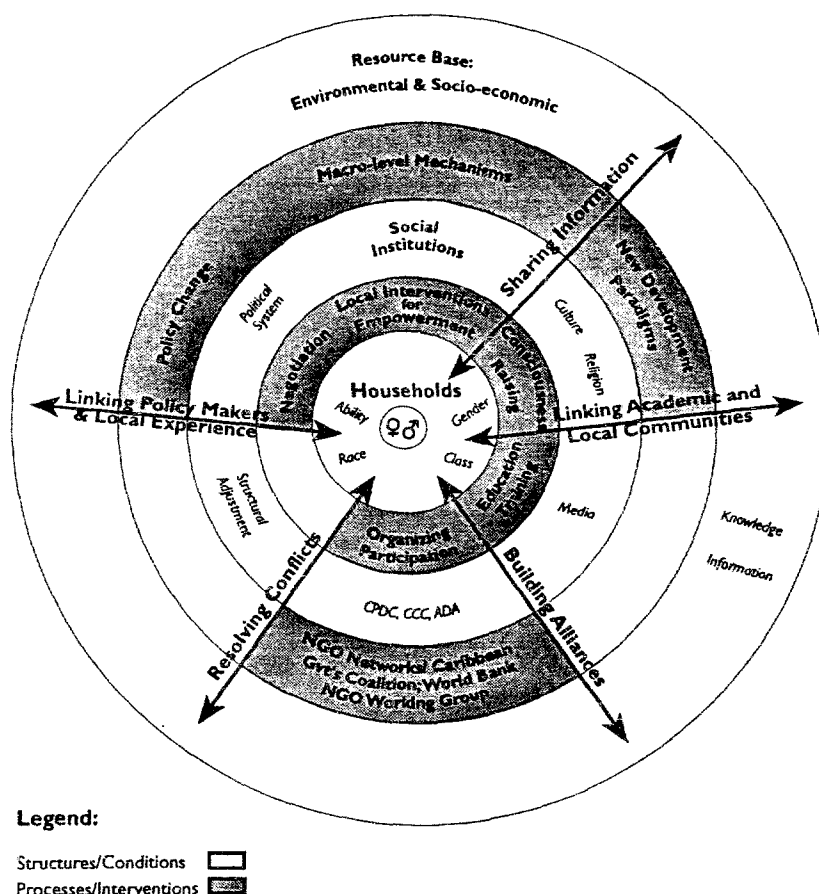 Resource Base:
Environmental & Socio-economic
Macro-level Mechanisms
Sharing Information
New Development
Paradigms
Policy Change
Social
Institutions
Political
System
Culture
Religion
Local Interventions
for
Empowerment
Negotiation
Consciousness
Raising
Households
Ability
Gender
♀♂
Race
Class
Linking Policy Makers
& Local Experience
Linking Academic and
Local Communities
Education
Training
Structural
Adjustment
Media
Organizing
Participation
Knowledge
Information
Resolving Conflicts
Building Alliances
CPDC, CCC, ADA
NGO Networks/ Caribbean
Gvt's Coalition; World Bank
NGO Working Group
Legend:
Structures/Conditions
Processes/Interventions